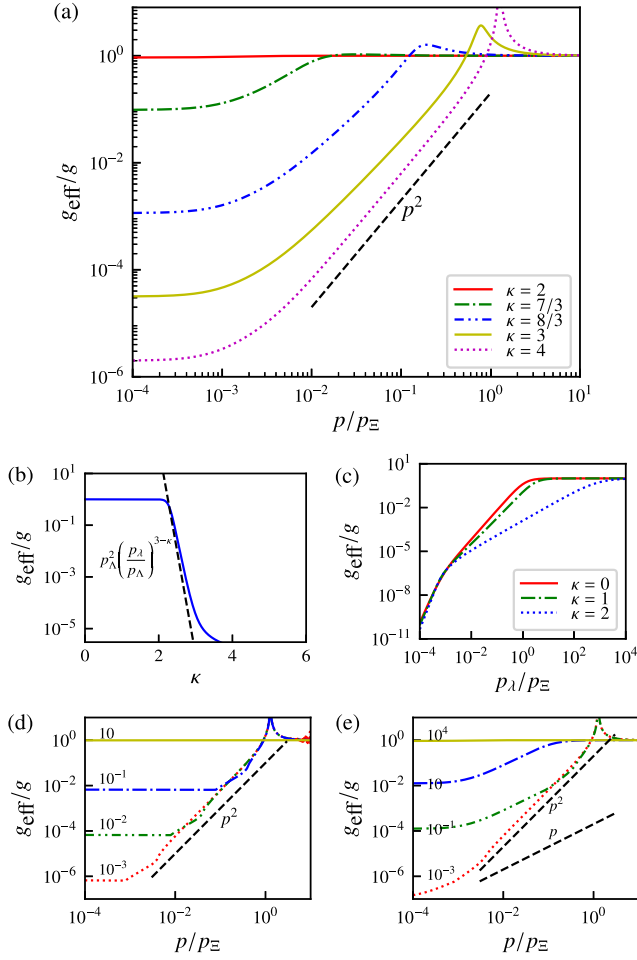 (a)
g_eff/g
10^0
10^−2
10^−4
10^−6
p^2
κ = 2
κ = 7/3
κ = 8/3
κ = 3
κ = 4
10^−4 10^−3 10^−2 10^−1 10^0 10^1
p/p_Ξ
(b)
g_eff/g
10^1
10^−1
10^−3
10^−5
p_Λ^2 (p_λ/p_Λ)^{3−κ}
0 2 4 6
κ
(c)
g_eff/g
10^1
10^−2
10^−5
10^−8
10^−11
κ = 0
κ = 1
κ = 2
10^−4 10^−2 10^0 10^2 10^4
p_λ/p_Ξ
(d)
g_eff/g
10^0
10^−2
10^−4
10^−6
10
10^−1
10^−2
10^−3
p^2
10^−4 10^−2 10^0
p/p_Ξ
(e)
g_eff/g
10^0
10^−2
10^−4
10^−6
10^4
10
10^−1
10^−3
p^2
p
10^−4 10^−2 10^0
p/p_Ξ